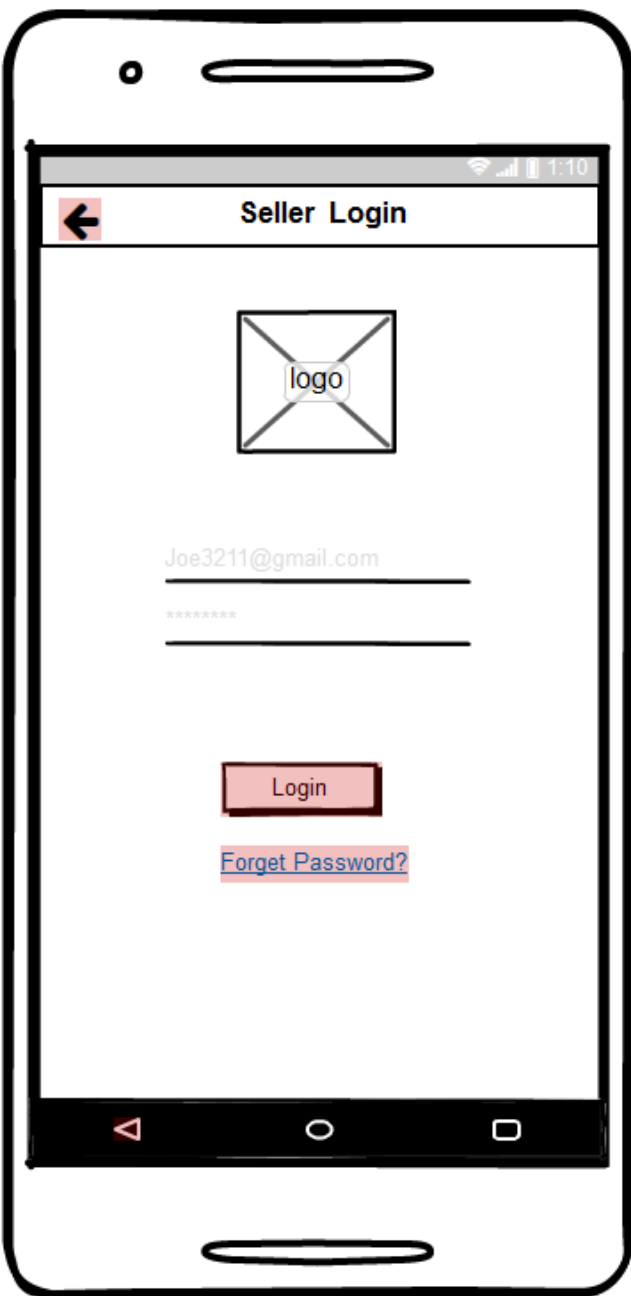 1:10
Seller Login
logo
Joe3211@gmail.com
********
Login
Forget Password?